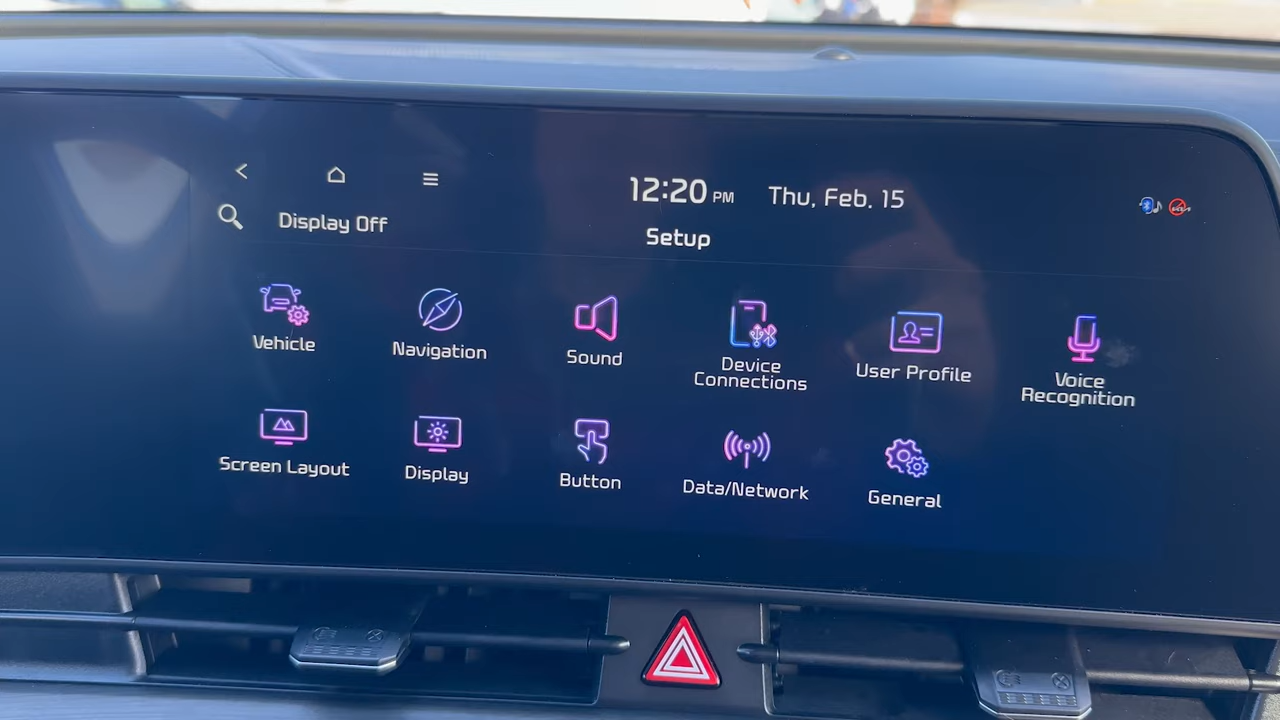 12:20 PM Thu, Feb. 15
Display Off
Setup
Vehicle
Navigation
Sound
Device
Connections
User Profile
Voice
Recognition
Screen Layout
Display
Button
Data/Network
General